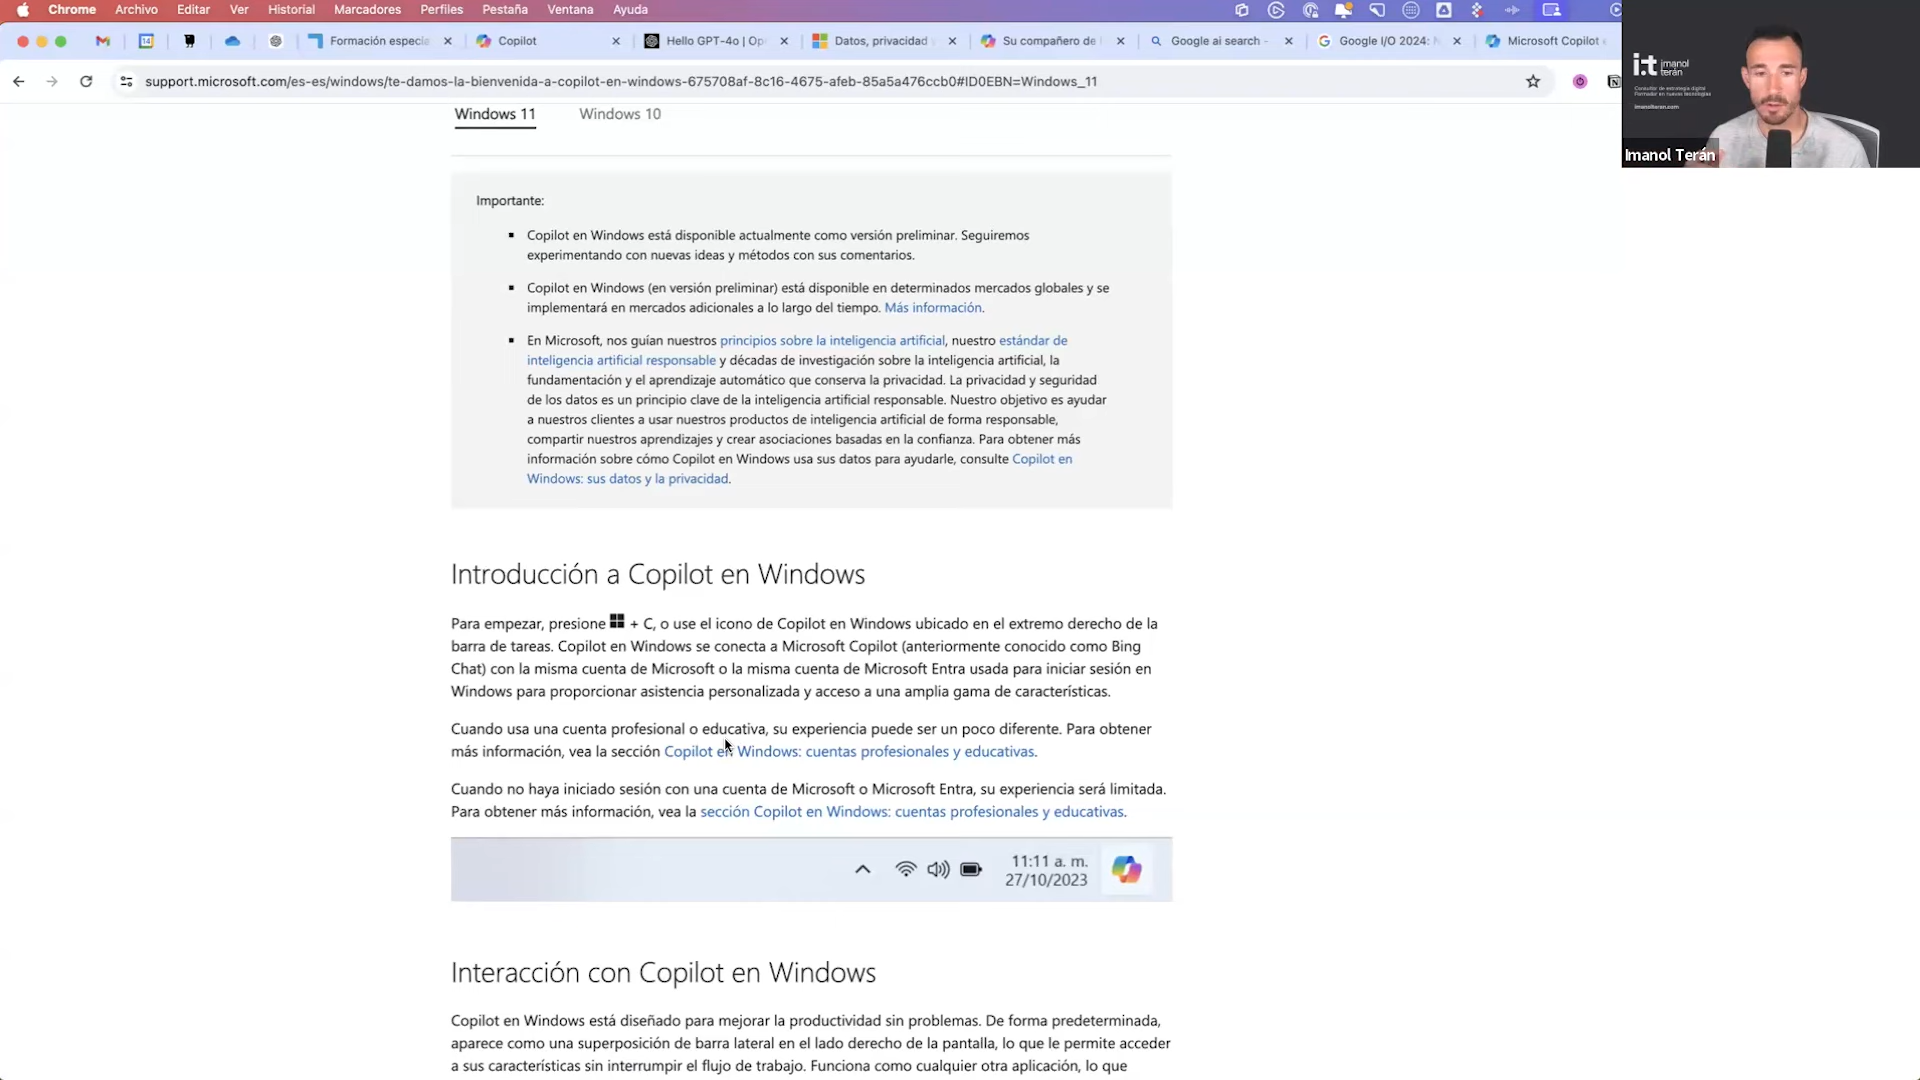 Chrome Archivo Editar Ver Historial Marcadores Perfiles Pestaña Ventana Ayuda
14 Formación especia Copilot Hello GPT-4o | Op Datos, privacidad Su compañero de Google ai search - Google I/O 2024: Microsoft Copilot
support.microsoft.com/es-es/windows/te-damos-la-bienvenida-a-copilot-en-windows-675708af-8c16-4675-afeb-85a5a476ccb0#ID0EBN=Windows_11
i.t imanol terán
Consultor de estrategia digital
Formador en nuevas tecnologías
imanolteran.com
Imanol Terán
Windows 11 Windows 10
Importante:
▪ Copilot en Windows está disponible actualmente como versión preliminar. Seguiremos
experimentando con nuevas ideas y métodos con sus comentarios.
▪ Copilot en Windows (en versión preliminar) está disponible en determinados mercados globales y se
implementará en mercados adicionales a lo largo del tiempo. Más información.
▪ En Microsoft, nos guían nuestros principios sobre la inteligencia artificial, nuestro estándar de
inteligencia artificial responsable y décadas de investigación sobre la inteligencia artificial, la
fundamentación y el aprendizaje automático que conserva la privacidad. La privacidad y seguridad
de los datos es un principio clave de la inteligencia artificial responsable. Nuestro objetivo es ayudar
a nuestros clientes a usar nuestros productos de inteligencia artificial de forma responsable,
compartir nuestros aprendizajes y crear asociaciones basadas en la confianza. Para obtener más
información sobre cómo Copilot en Windows usa sus datos para ayudarle, consulte Copilot en
Windows: sus datos y la privacidad.
Introducción a Copilot en Windows
Para empezar, presione + C, o use el icono de Copilot en Windows ubicado en el extremo derecho de la
barra de tareas. Copilot en Windows se conecta a Microsoft Copilot (anteriormente conocido como Bing
Chat) con la misma cuenta de Microsoft o la misma cuenta de Microsoft Entra usada para iniciar sesión en
Windows para proporcionar asistencia personalizada y acceso a una amplia gama de características.
Cuando usa una cuenta profesional o educativa, su experiencia puede ser un poco diferente. Para obtener
más información, vea la sección Copilot en Windows: cuentas profesionales y educativas.
Cuando no haya iniciado sesión con una cuenta de Microsoft o Microsoft Entra, su experiencia será limitada.
Para obtener más información, vea la sección Copilot en Windows: cuentas profesionales y educativas.
11:11 a. m.
27/10/2023
Interacción con Copilot en Windows
Copilot en Windows está diseñado para mejorar la productividad sin problemas. De forma predeterminada,
aparece como una superposición de barra lateral en el lado derecho de la pantalla, lo que le permite acceder
a sus características sin interrumpir el flujo de trabajo. Funciona como cualquier otra aplicación, lo que